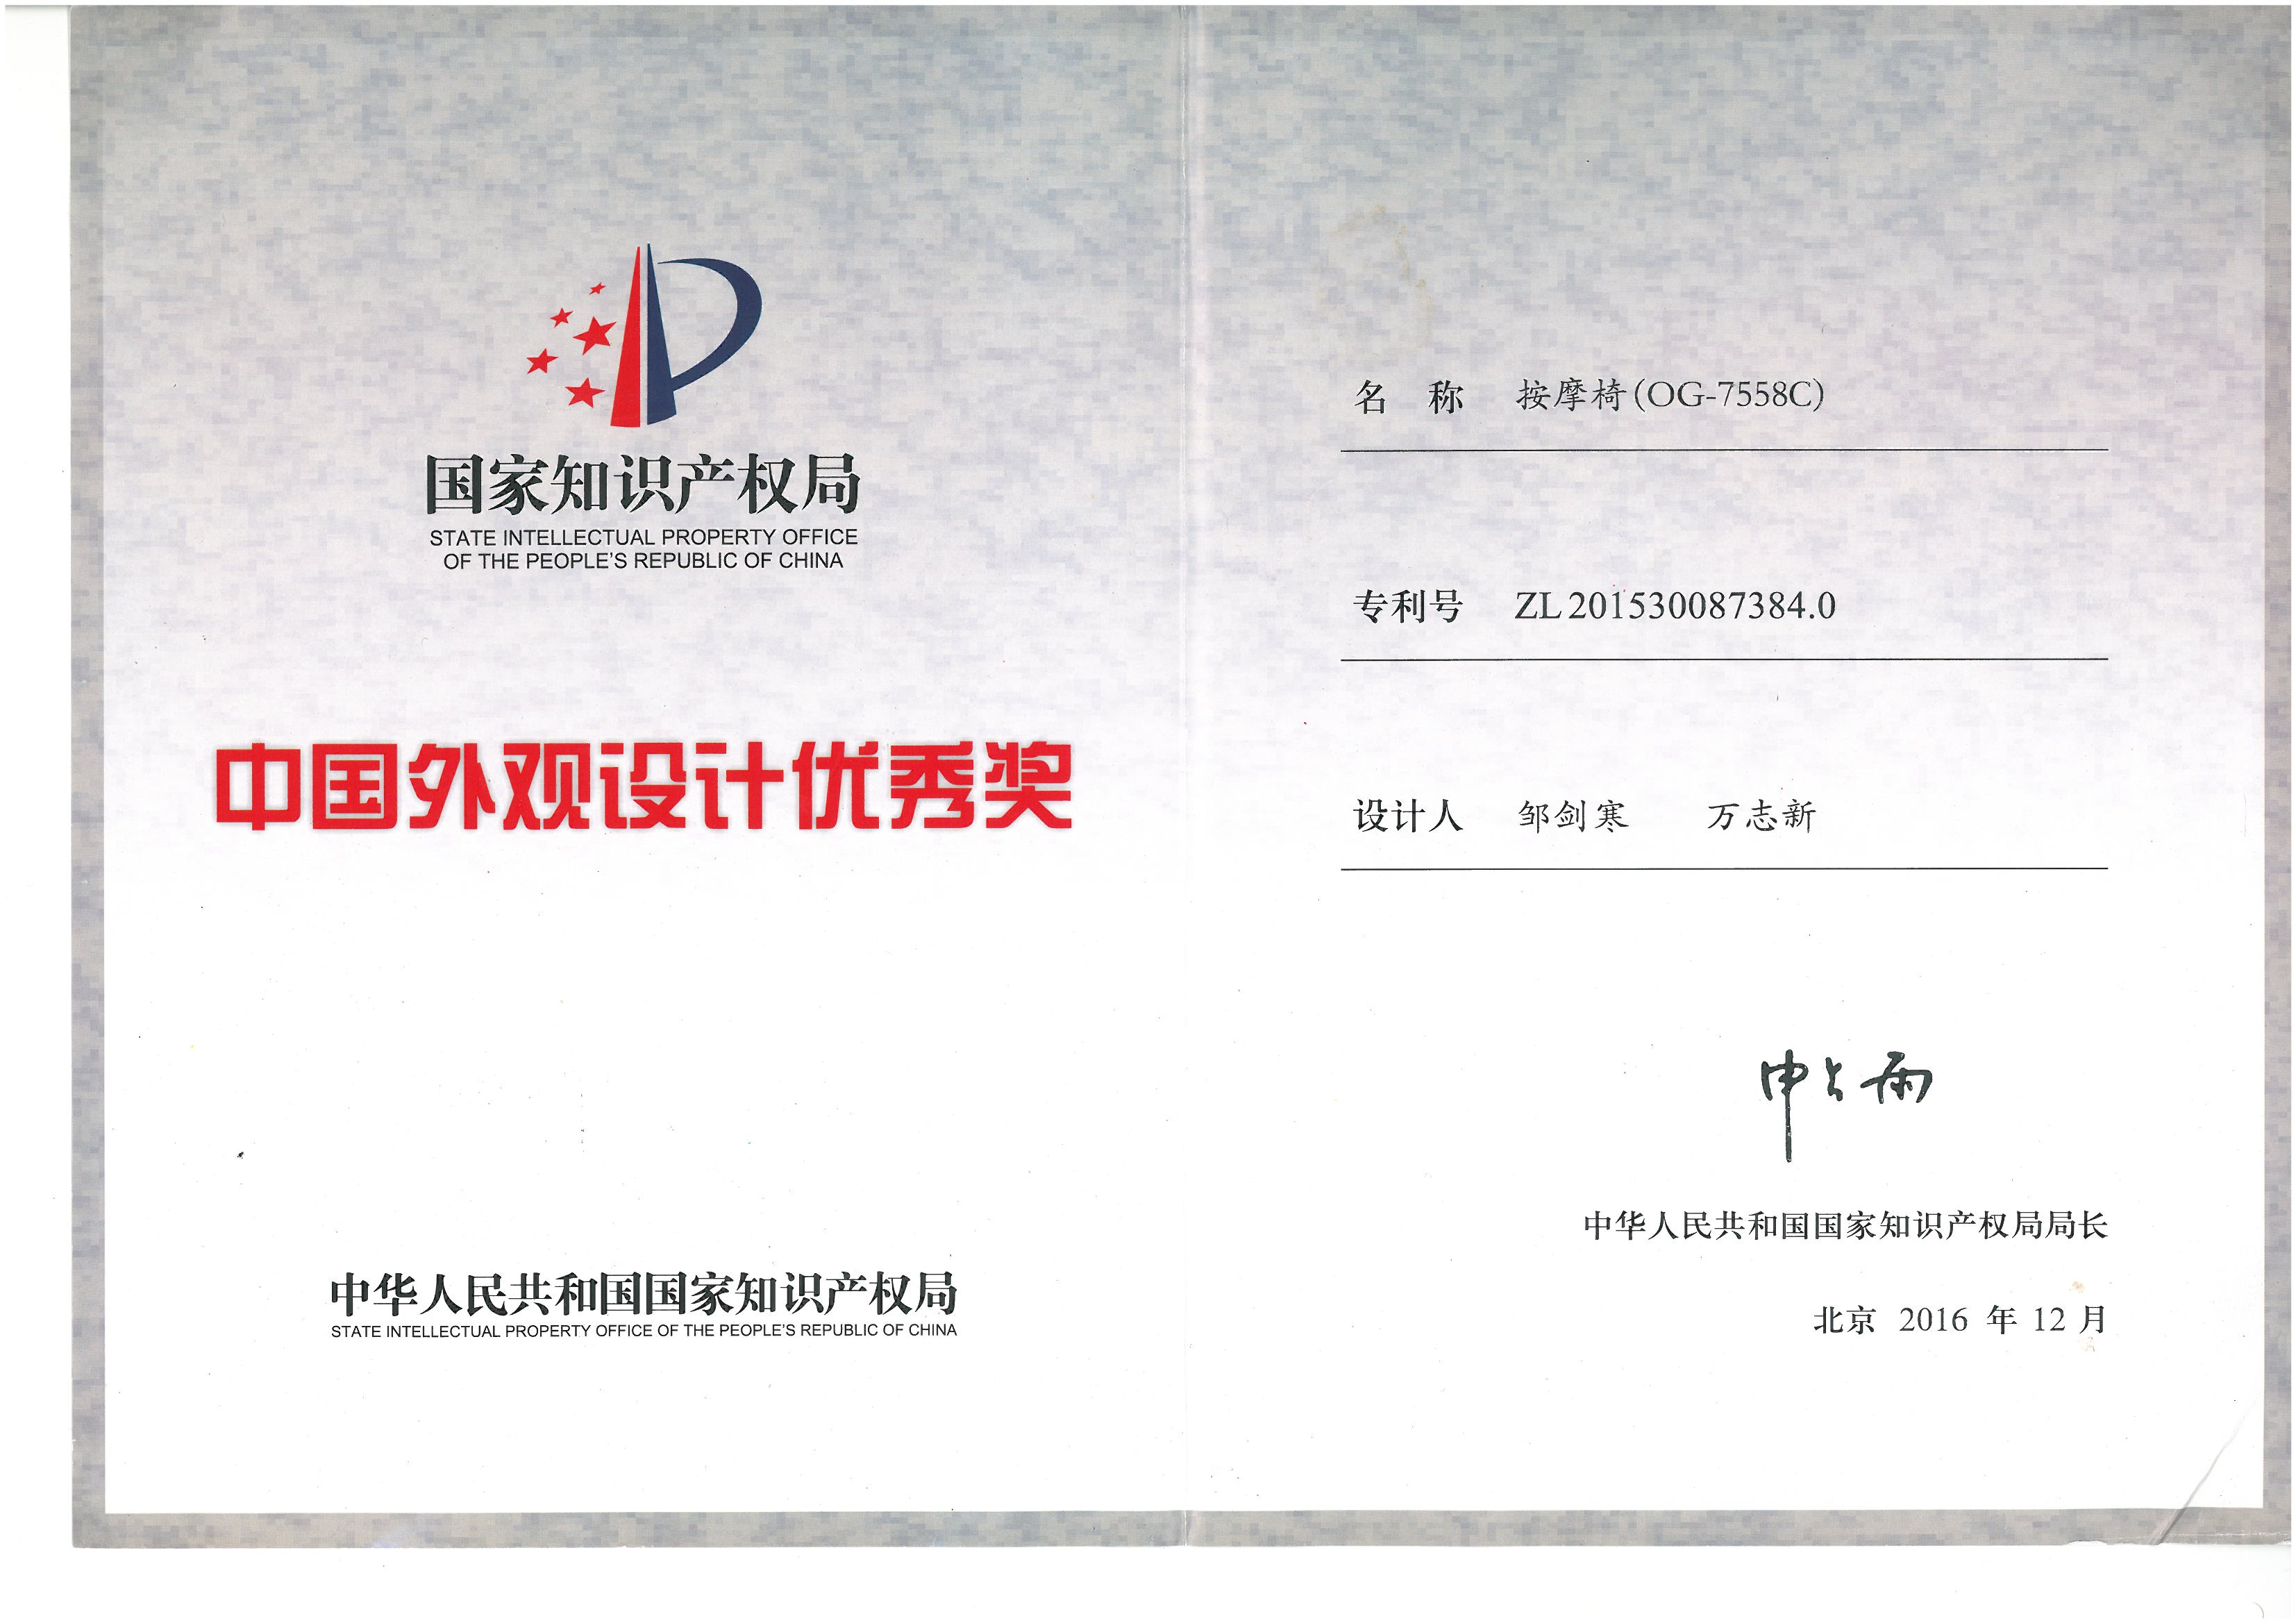 国家知识产权局
STATE INTELLECTUAL PROPERTY OFFICE
OF THE PEOPLE'S REPUBLIC OF CHINA
中国外观设计优秀奖
中华人民共和国国家知识产权局
STATE INTELLECTUAL PROPERTY OFFICE OF THE PEOPLE'S REPUBLIC OF CHINA
名 称 按摩椅(OG-7558C)
专利号 ZL201530087384.0
设计人 邹剑寒 万志新
申长雨
中华人民共和国国家知识产权局局长
北京 2016 年 12 月